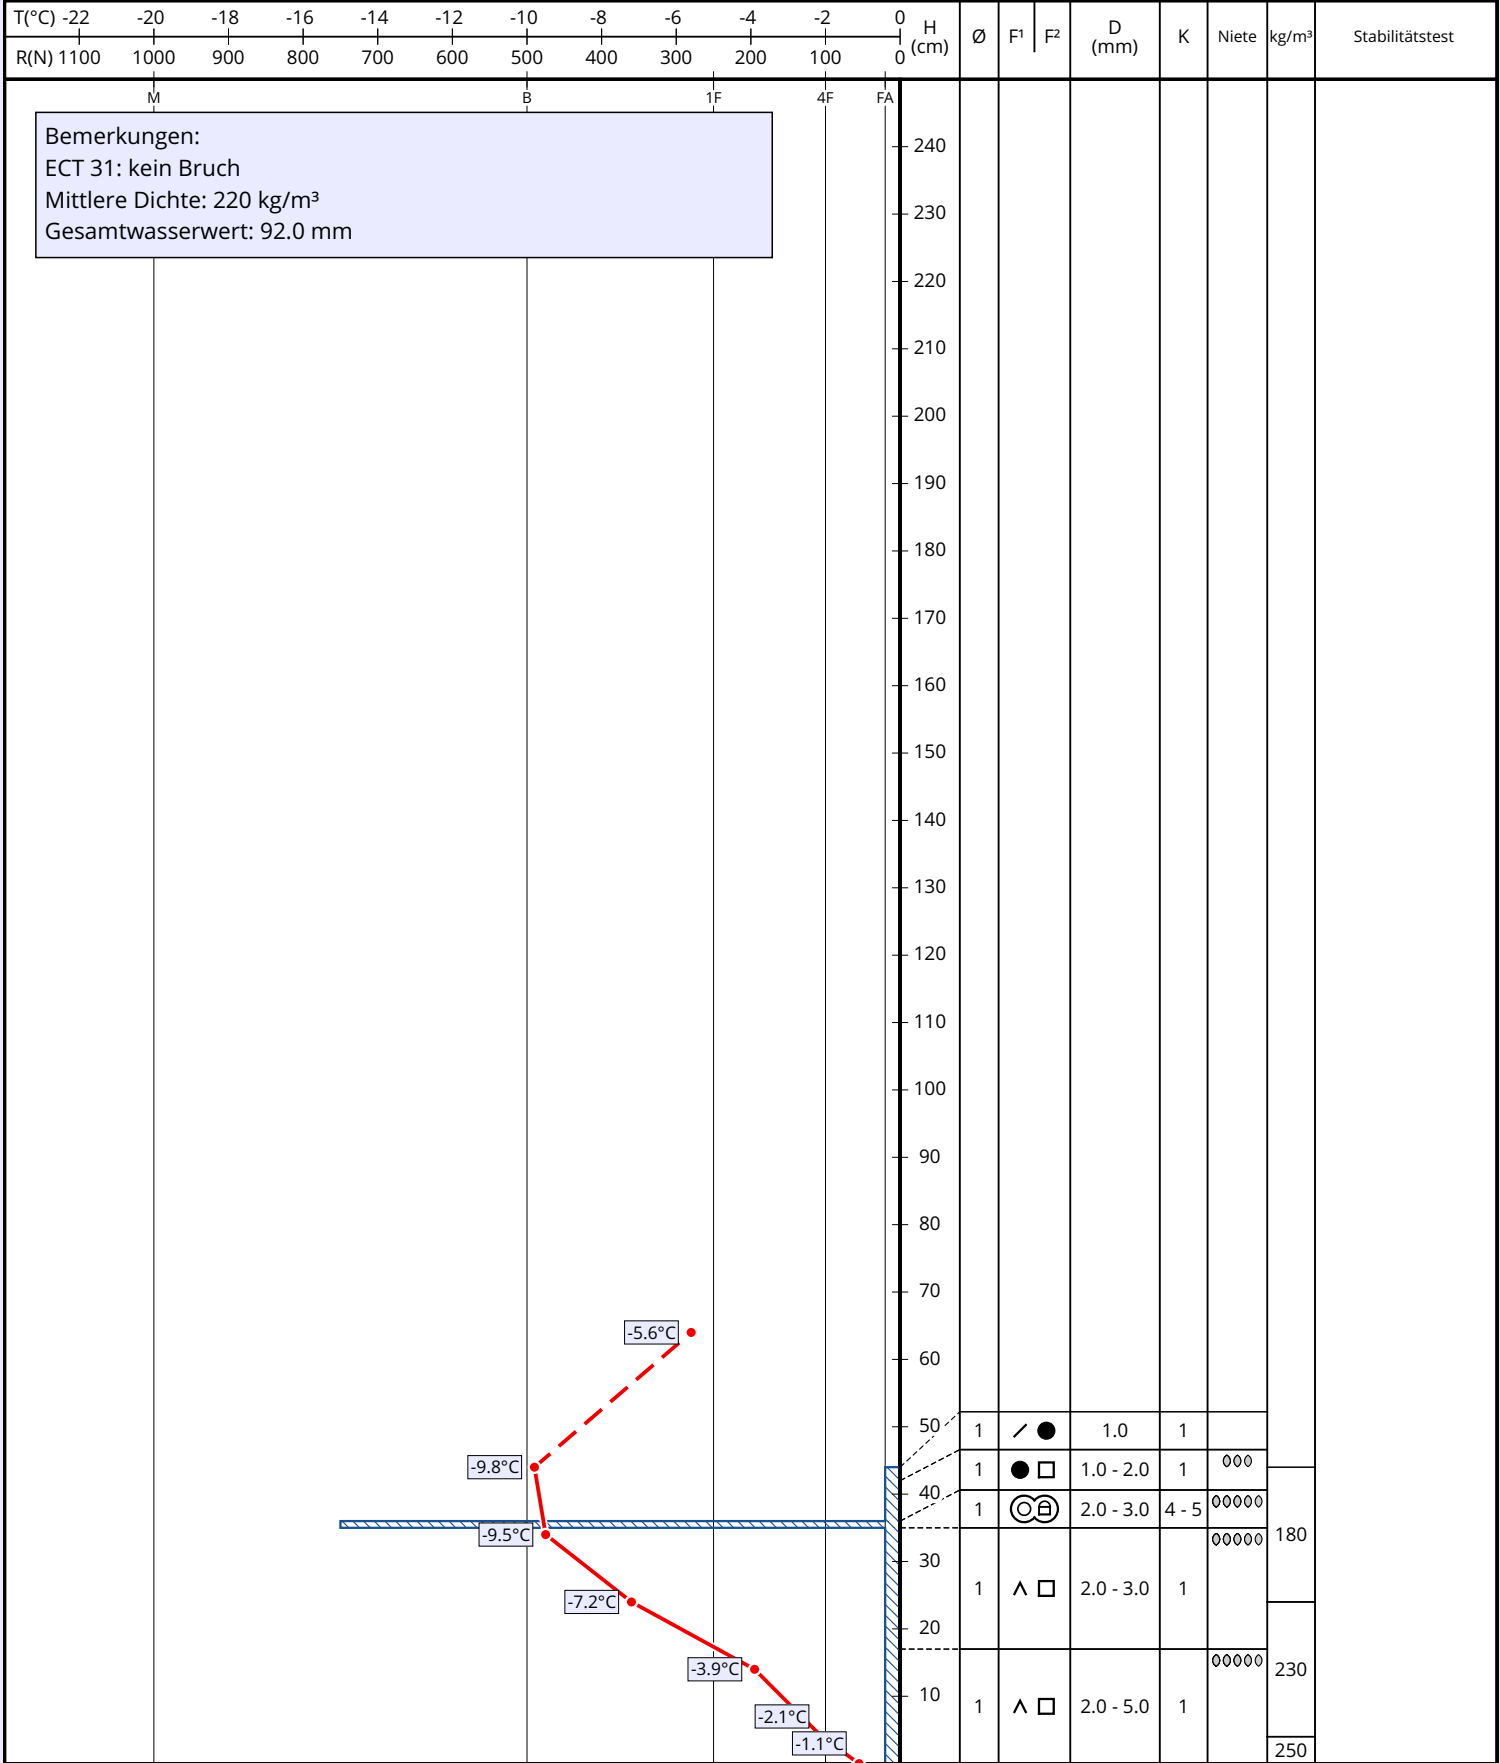 T(°C) -22 -20 -18 -16 -14 -12 -10 -8 -6 -4 -2 0
R(N) 1100 1000 900 800 700 600 500 400 300 200 100 0
H (cm)
Ø
F¹ F²
D (mm)
K
Niete
kg/m³
Stabilitätstest
M B 1F 4F FA
Bemerkungen:
ECT 31: kein Bruch
Mittlere Dichte: 220 kg/m³
Gesamtwasserwert: 92.0 mm
240
230
220
210
200
190
180
170
160
150
140
130
120
110
100
90
80
70
-5.6°C
60
50
1 1.0 1
-9.8°C
1 1.0 - 2.0 1
40
1 2.0 - 3.0 4 - 5
-9.5°C
180
30
1 2.0 - 3.0 1
-7.2°C
20
-3.9°C
230
10
1 2.0 - 5.0 1
-2.1°C
-1.1°C
250